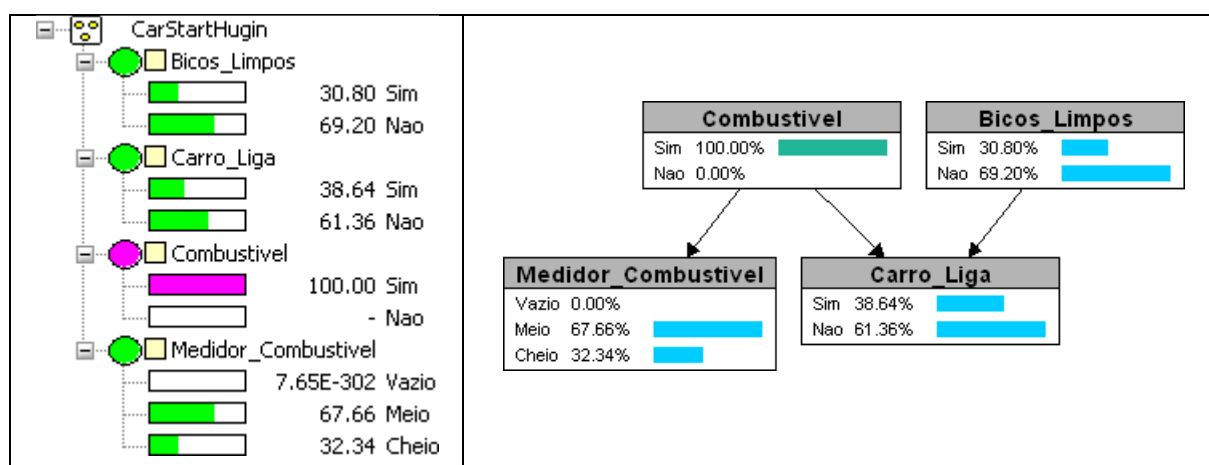 CarStartHugin
Bicos_Limpos
30.80 Sim
69.20 Nao
Carro_Liga
38.64 Sim
61.36 Nao
Combustivel
100.00 Sim
- Nao
Medidor_Combustivel
7.65E-302 Vazio
67.66 Meio
32.34 Cheio
Combustivel
Sim 100.00%
Nao 0.00%
Bicos_Limpos
Sim 30.80%
Nao 69.20%
Medidor_Combustivel
Vazio 0.00%
Meio 67.66%
Cheio 32.34%
Carro_Liga
Sim 38.64%
Nao 61.36%